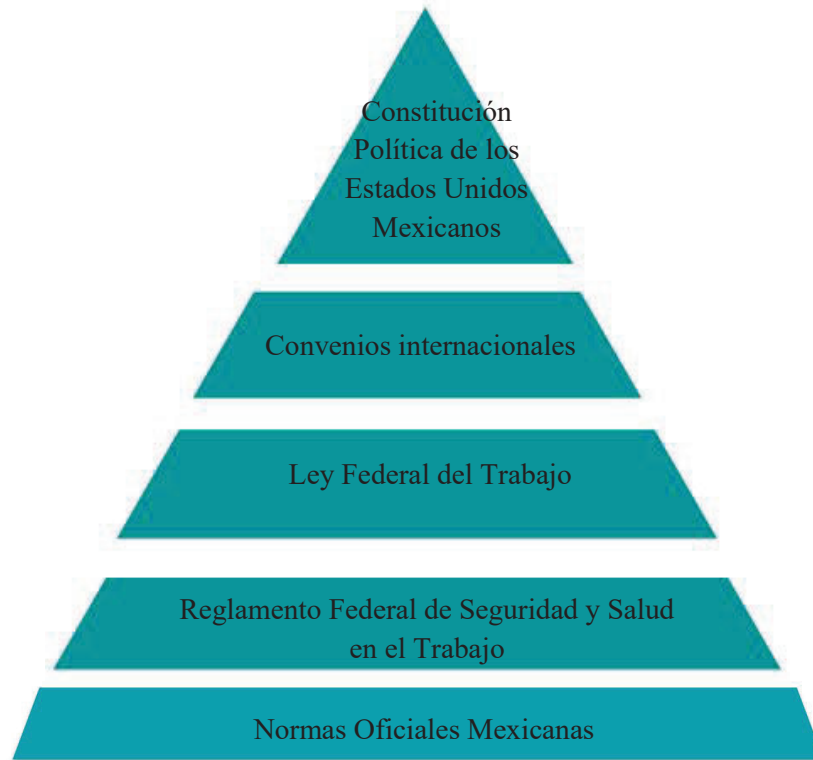 Constitución
Política de los
Estados Unidos
Mexicanos
Convenios internacionales
Ley Federal del Trabajo
Reglamento Federal de Seguridad y Salud
en el Trabajo
Normas Oficiales Mexicanas